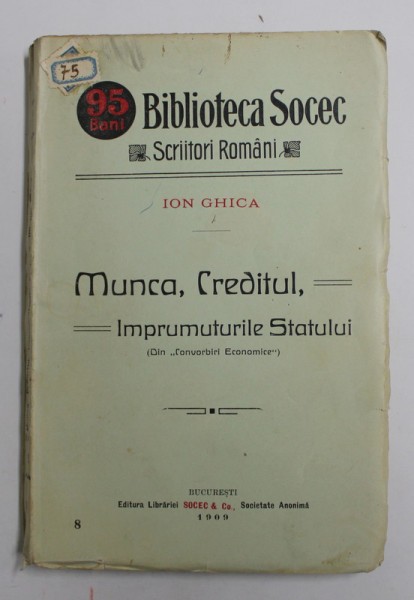 75
95
Bani
Biblioteca Socec
Scriitori Români
ION GHICA
Munca, Creditul,
Imprumuturile Statului
(Din „Convorbiri Economice")
BUCUREȘTI
Editura Librăriei SOCEC & Co., Societate Anonimă
1909
8